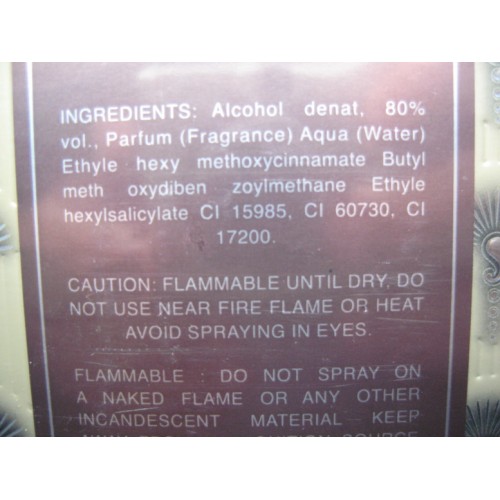 INGREDIENTS: Alcohol denat, 80%
vol., Parfum (Fragrance) Aqua (Water)
Ethyle hexy methoxycinnamate Butyl
meth oxydiben zoylmethane Ethyle
hexylsalicylate CI 15985, CI 60730, CI
17200.
CAUTION: FLAMMABLE UNTIL DRY, DO
NOT USE NEAR FIRE FLAME OR HEAT
AVOID SPRAYING IN EYES.
FLAMMABLE : DO NOT SPRAY ON
A NAKED FLAME OR ANY OTHER
INCANDESCENT MATERIAL KEEP
SOURCE